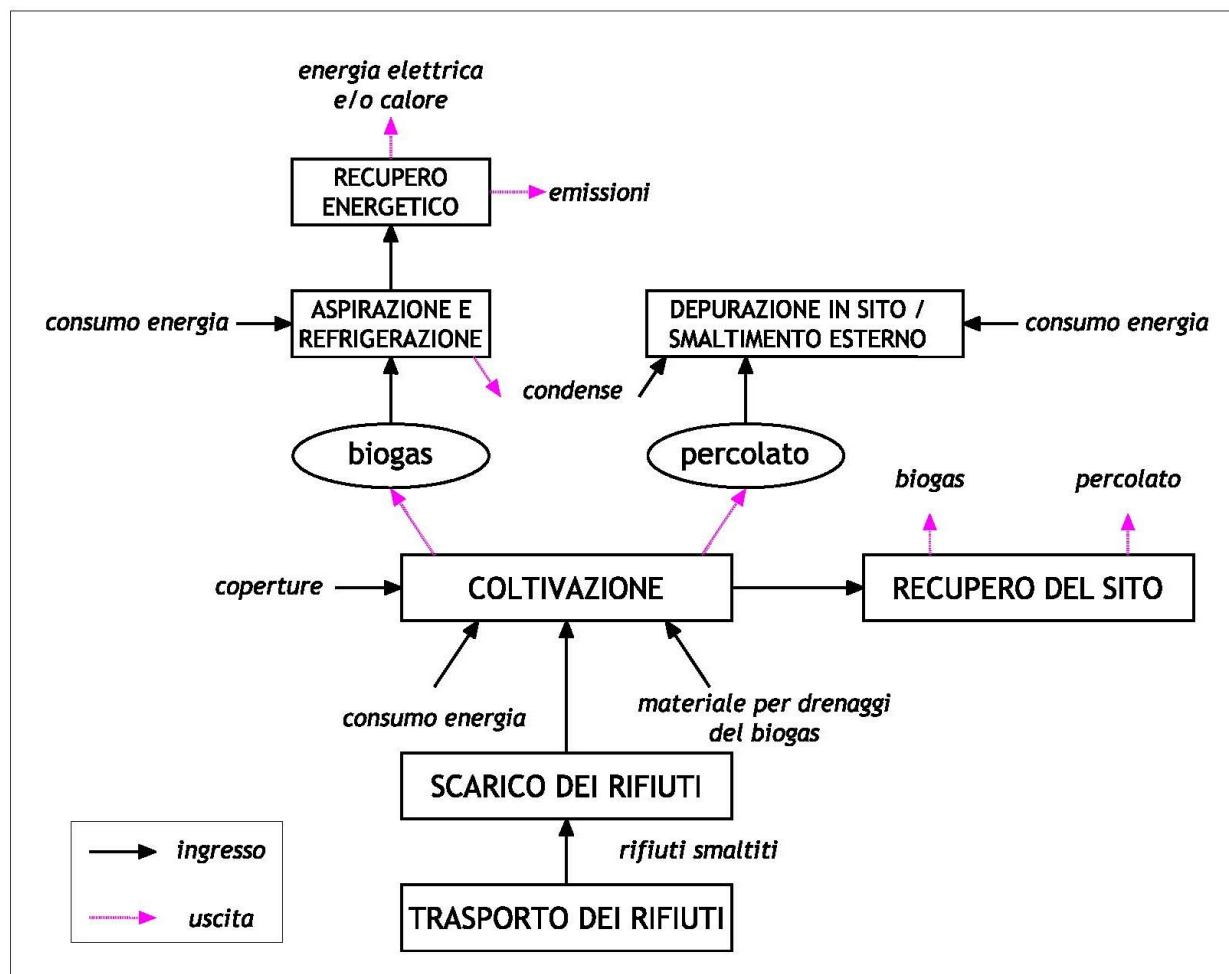 energia elettrica
e/o calore
RECUPERO
ENERGETICO
emissioni
consumo energia
ASPIRAZIONE E
REFRIGERAZIONE
DEPURAZIONE IN SITO /
SMALTIMENTO ESTERNO
consumo energia
condense
biogas
percolato
biogas
percolato
coperture
COLTIVAZIONE
RECUPERO DEL SITO
consumo energia
materiale per drenaggi
del biogas
SCARICO DEI RIFIUTI
rifiuti smaltiti
TRASPORTO DEI RIFIUTI
ingresso
uscita